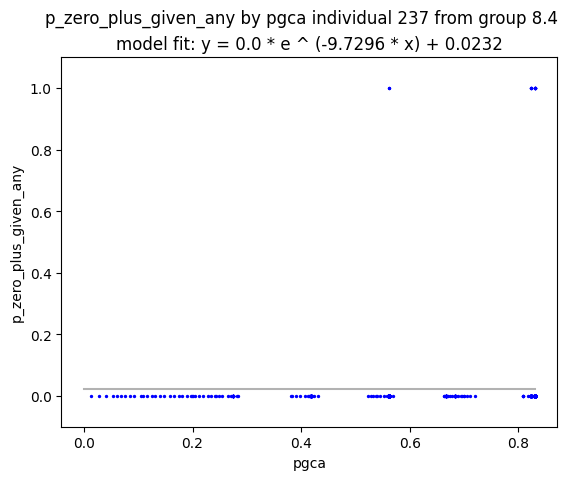 p_zero_plus_given_any by pgca individual 237 from group 8.4
model fit: y = 0.0 * e ^ (-9.7296 * x) + 0.0232
1.0
0.8
0.6
0.4
0.2
0.0
p_zero_plus_given_any
0.0 0.2 0.4 0.6 0.8
pgca